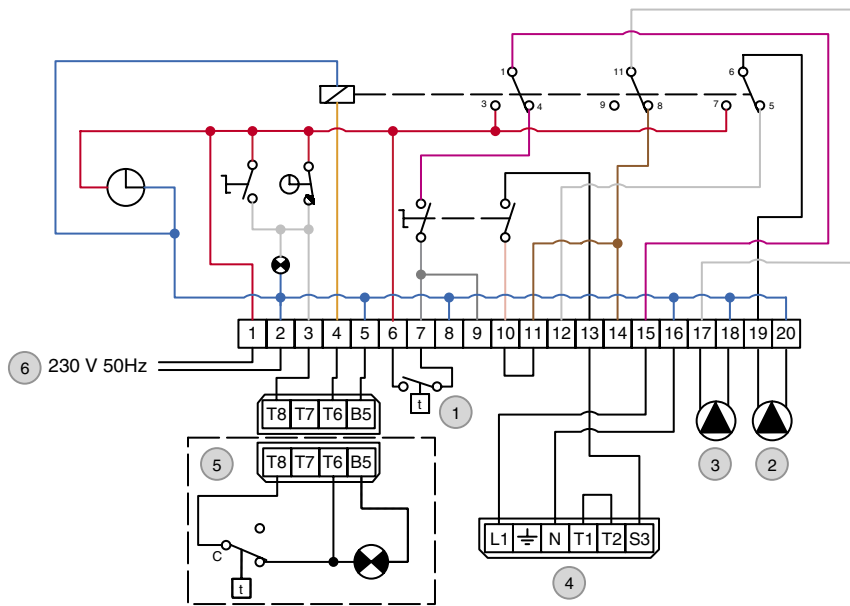 1 11 6
3 4 9 8 7 5
1 2 3 4 5 6 7 8 9 10 11 12 13 14 15 16 17 18 19 20
6 230 V 50Hz
t 1
T8 T7 T6 B5
5 T8 T7 T6 B5
3 2
L1 N T1 T2 S3
C
t
4